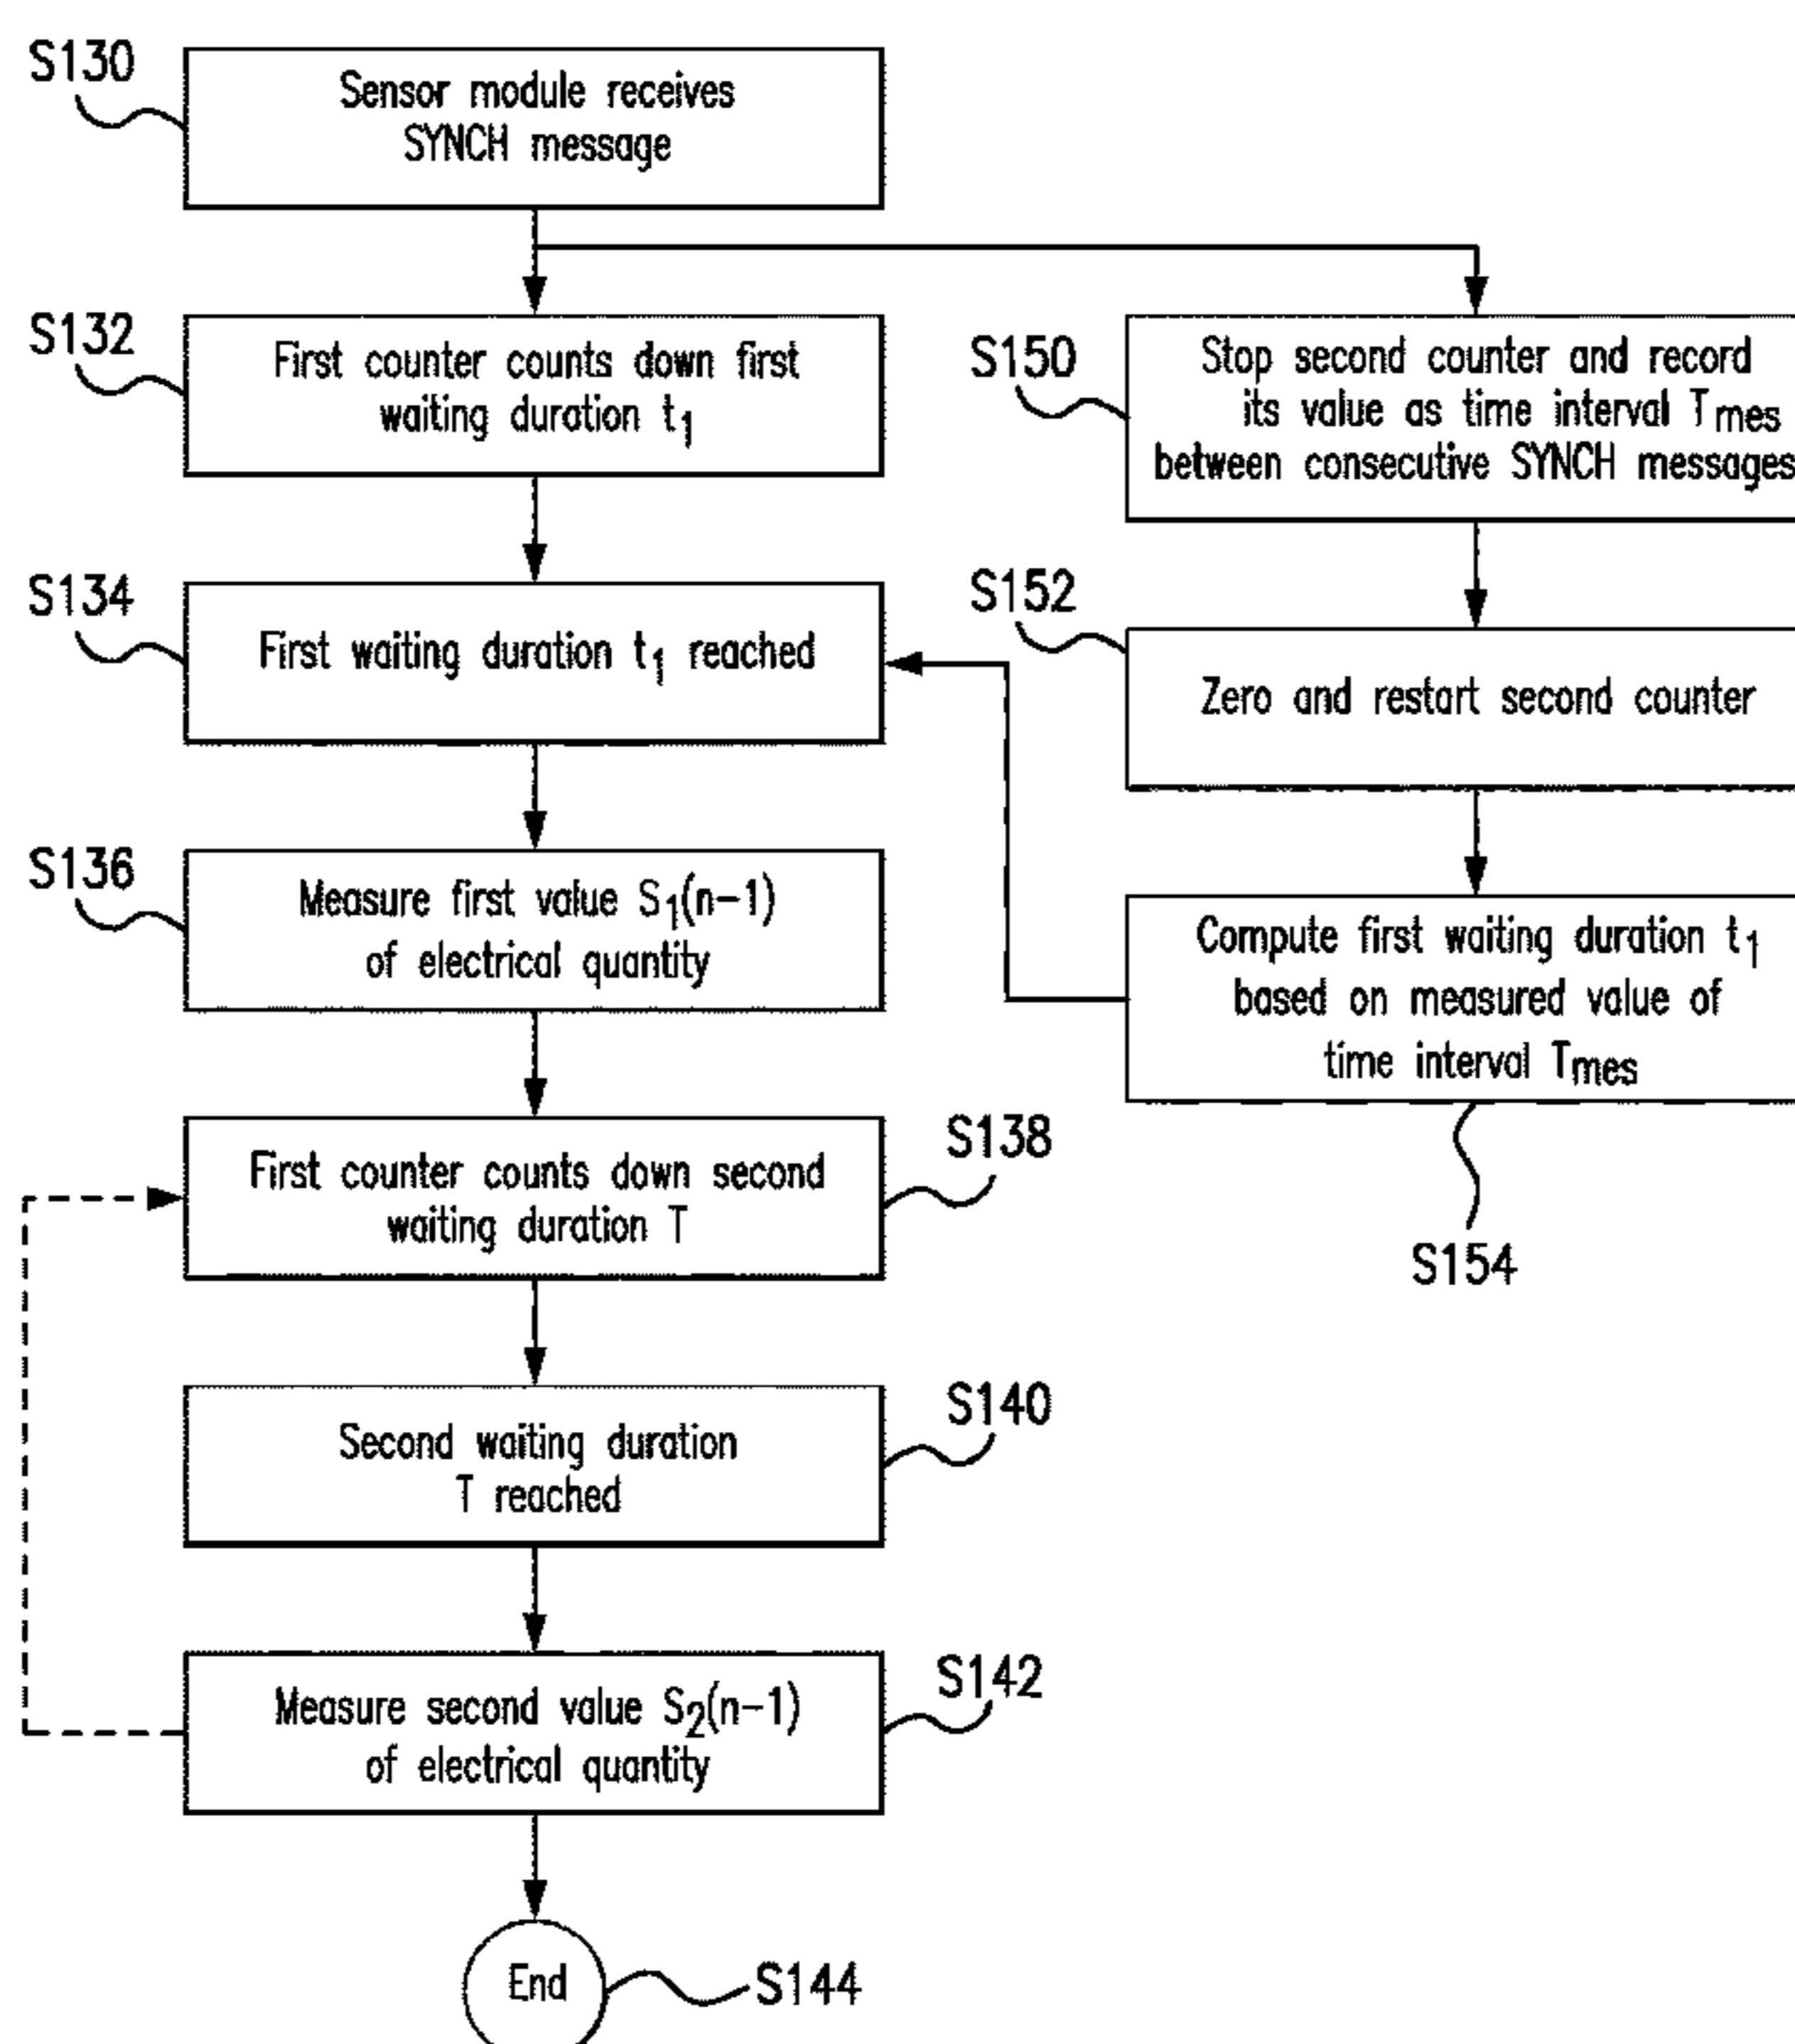 S130
Sensor module receives
SYNCH message
S132
First counter counts down first
waiting duration t1
S150
Stop second counter and record
its value as time interval Tmes
between consecutive SYNCH messages
S134
First waiting duration t1 reached
S152
Zero and restart second counter
S136
Measure first value S1(n-1)
of electrical quantity
Compute first waiting duration t1
based on measured value of
time interval Tmes
S154
S138
First counter counts down second
waiting duration T
S140
Second waiting duration
T reached
S142
Measure second value S2(n-1)
of electrical quantity
End
S144